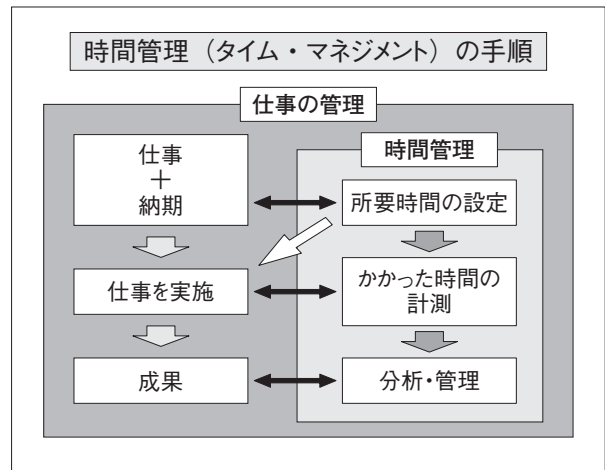 時間管理（タイム・マネジメント）の手順
仕事の管理
仕事
＋
納期
仕事を実施
成果
時間管理
所要時間の設定
かかった時間の
計測
分析・管理